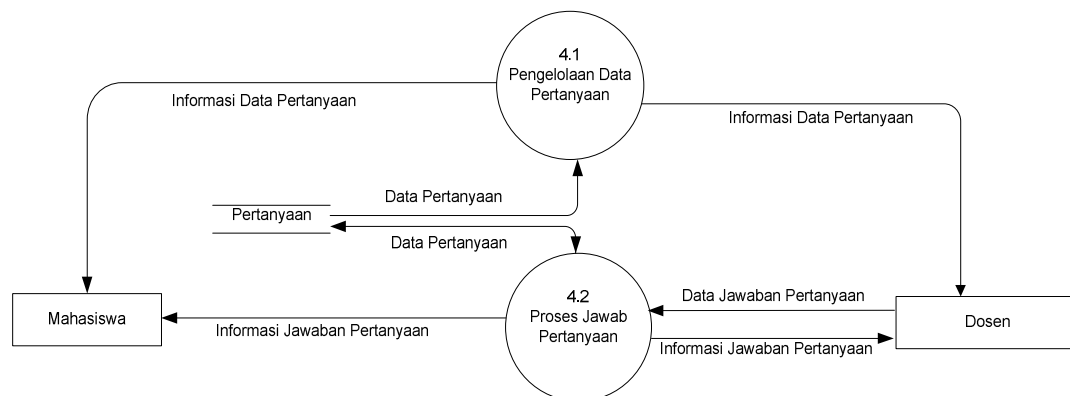 4.1
Pengelolaan Data
Pertanyaan
Informasi Data Pertanyaan
Informasi Data Pertanyaan
Data Pertanyaan
Pertanyaan
Data Pertanyaan
4.2
Proses Jawab
Pertanyaan
Data Jawaban Pertanyaan
Mahasiswa
Dosen
Informasi Jawaban Pertanyaan
Informasi Jawaban Pertanyaan